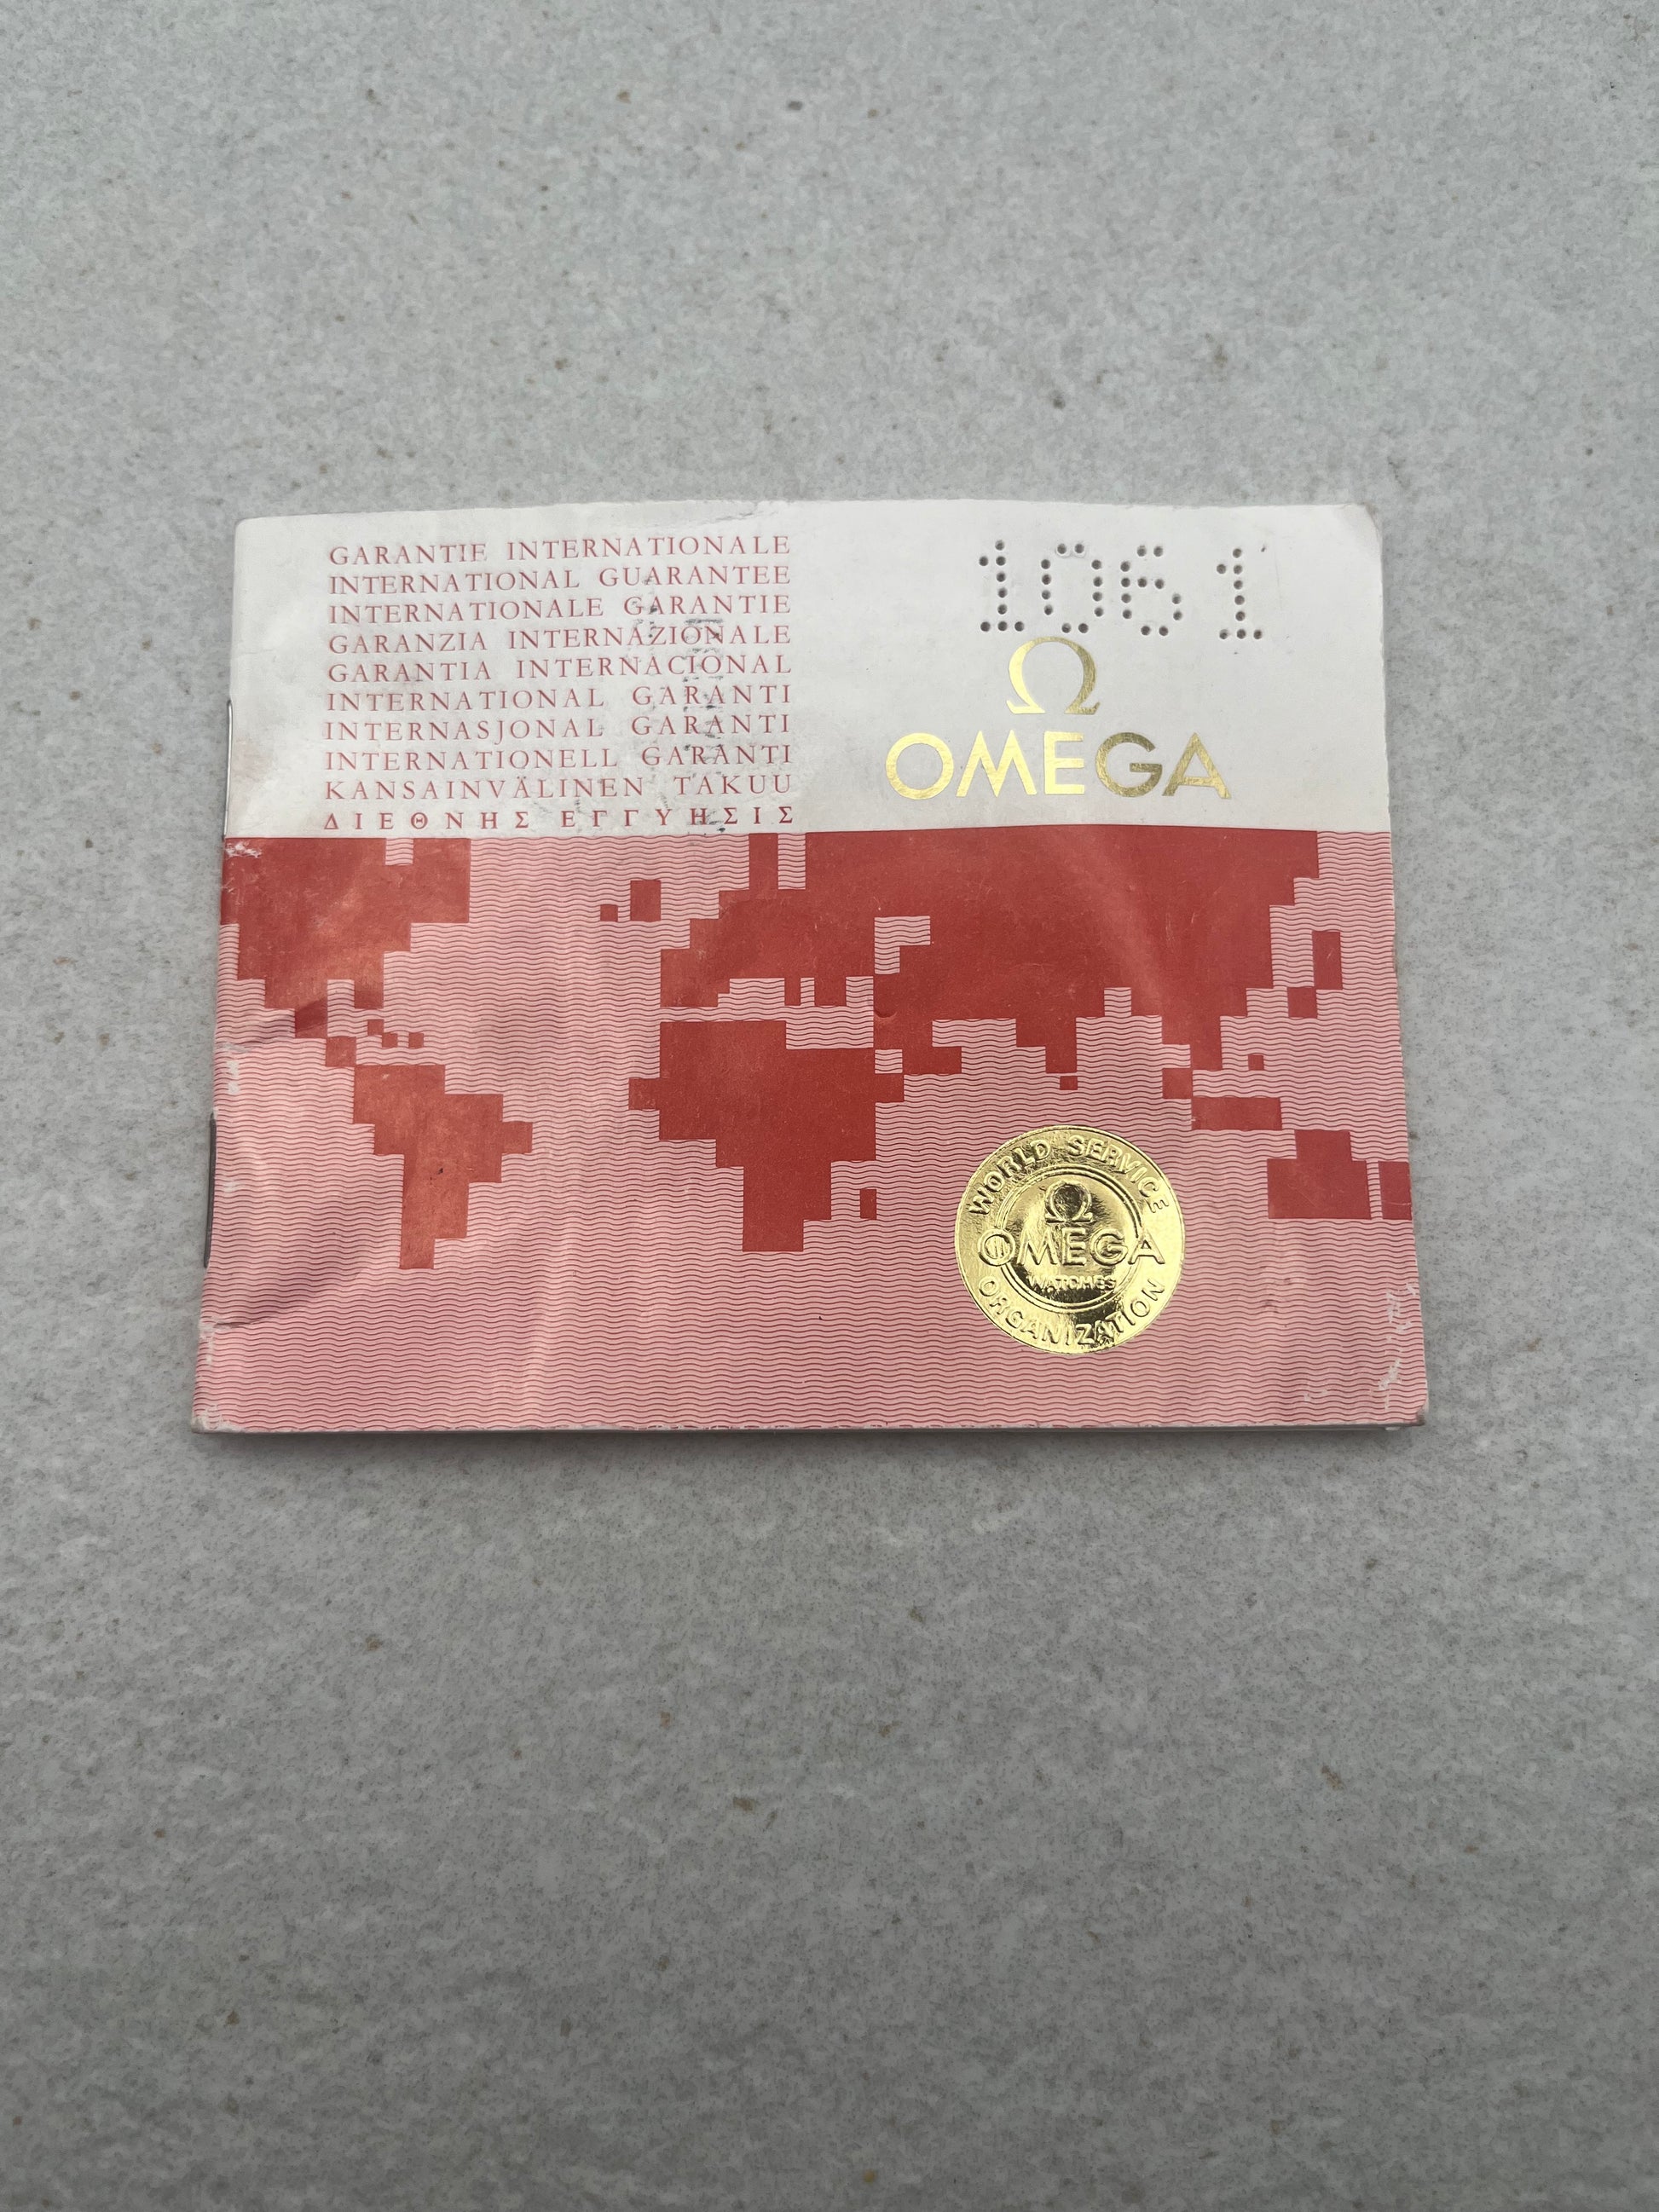 GARANTIE INTERNATIONALE
INTERNATIONAL GUARANTEE
INTERNATIONALE GARANTIE
GARANZIA INTERNAZIONALE
GARANTIA INTERNACIONAL
INTERNATIONAL GARANTI
INTERNASJONAL GARANTI
INTERNATIONELL GARANTI
KANSAINVÄLINEN TAKUU
ΔΙΕΘΝΗΣ ΕΓΓΥΗΣΙΣ
1061
Ω
OMEGA
WORLD SERVICE
Ω
OMEGA
WATCHES
ORGANIZATION